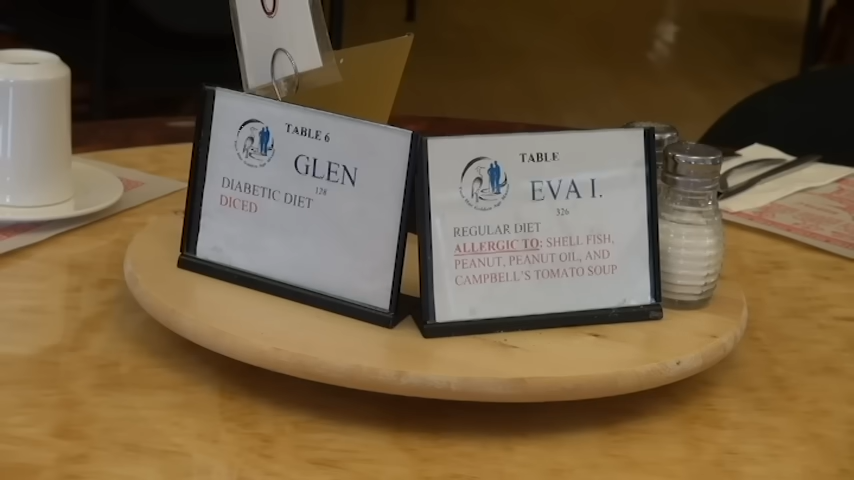 TABLE 6
GLEN
128
DIABETIC DIET
DICED
TABLE
EVA I.
326
REGULAR DIET
ALLERGIC TO: SHELL FISH,
PEANUT, PEANUT OIL, AND
CAMPBELL'S TOMATO SOUP